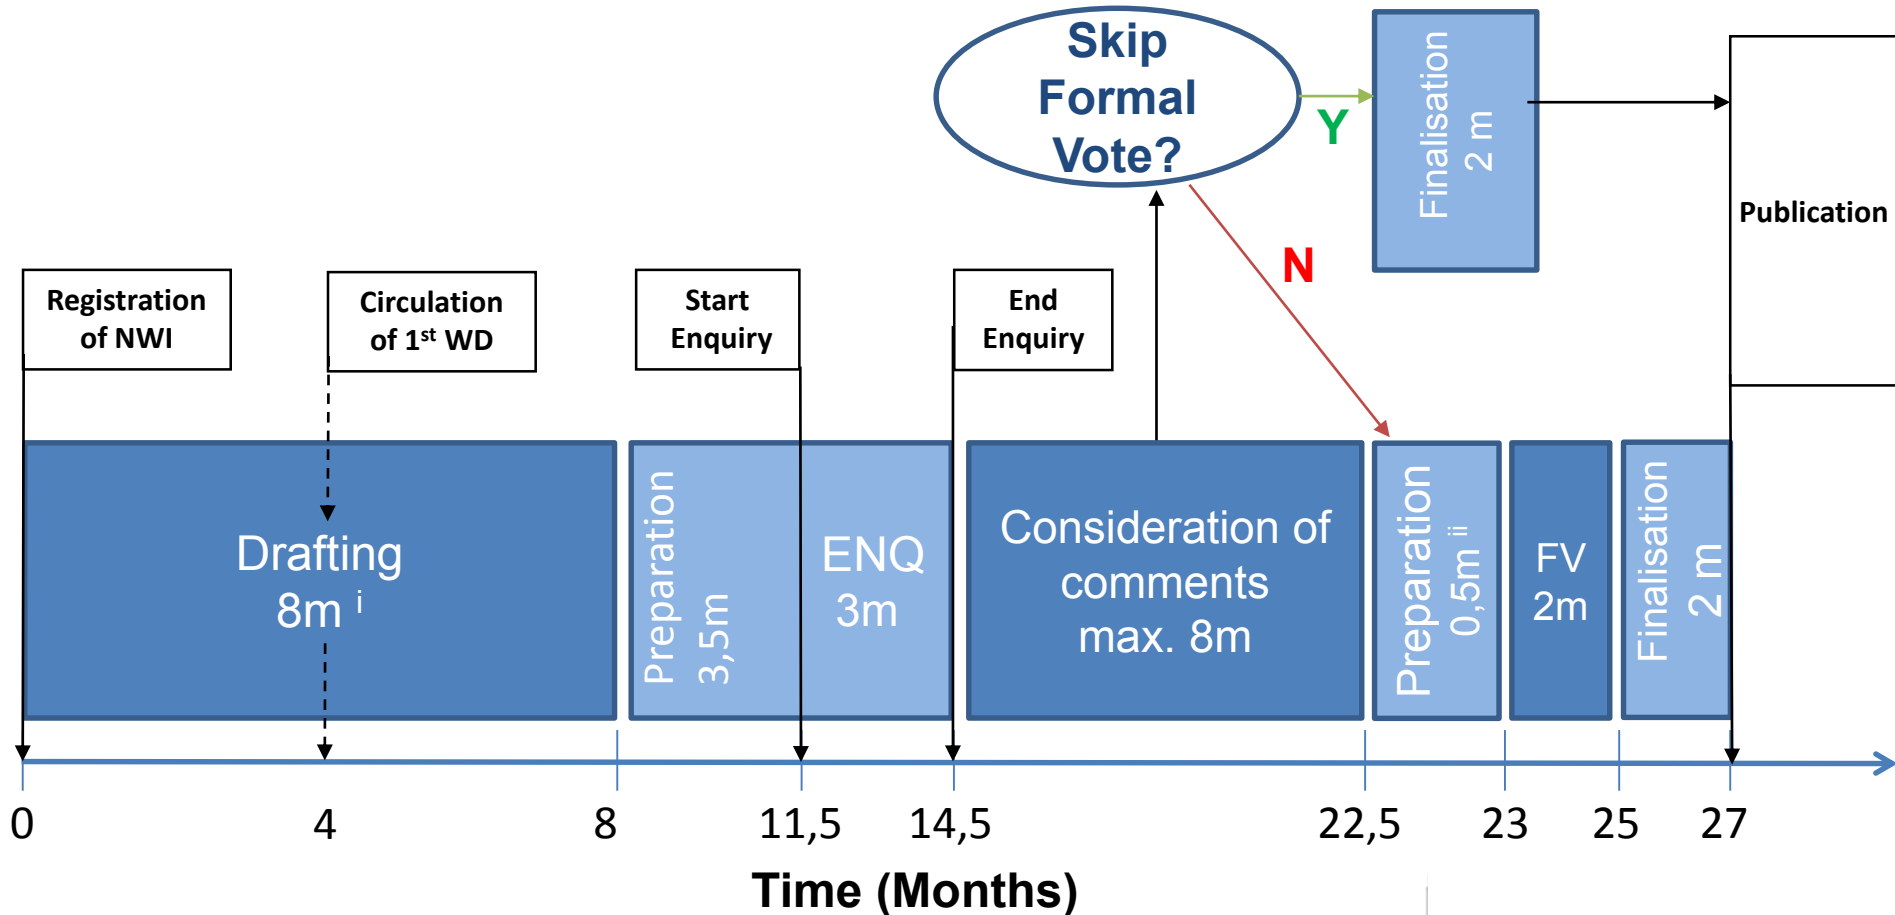 Skip
Formal
Vote?
Y
N
Finalisation
2 m
Publication
Registration
of NWI
Circulation
of 1st WD
Start
Enquiry
End
Enquiry
Drafting
8m i
Preparation
3,5m
ENQ
3m
Consideration of
comments
max. 8m
Preparation
0,5m ii
FV
2m
Finalisation
2 m
0 4 8 11,5 14,5 22,5 23 25 27
Time (Months)